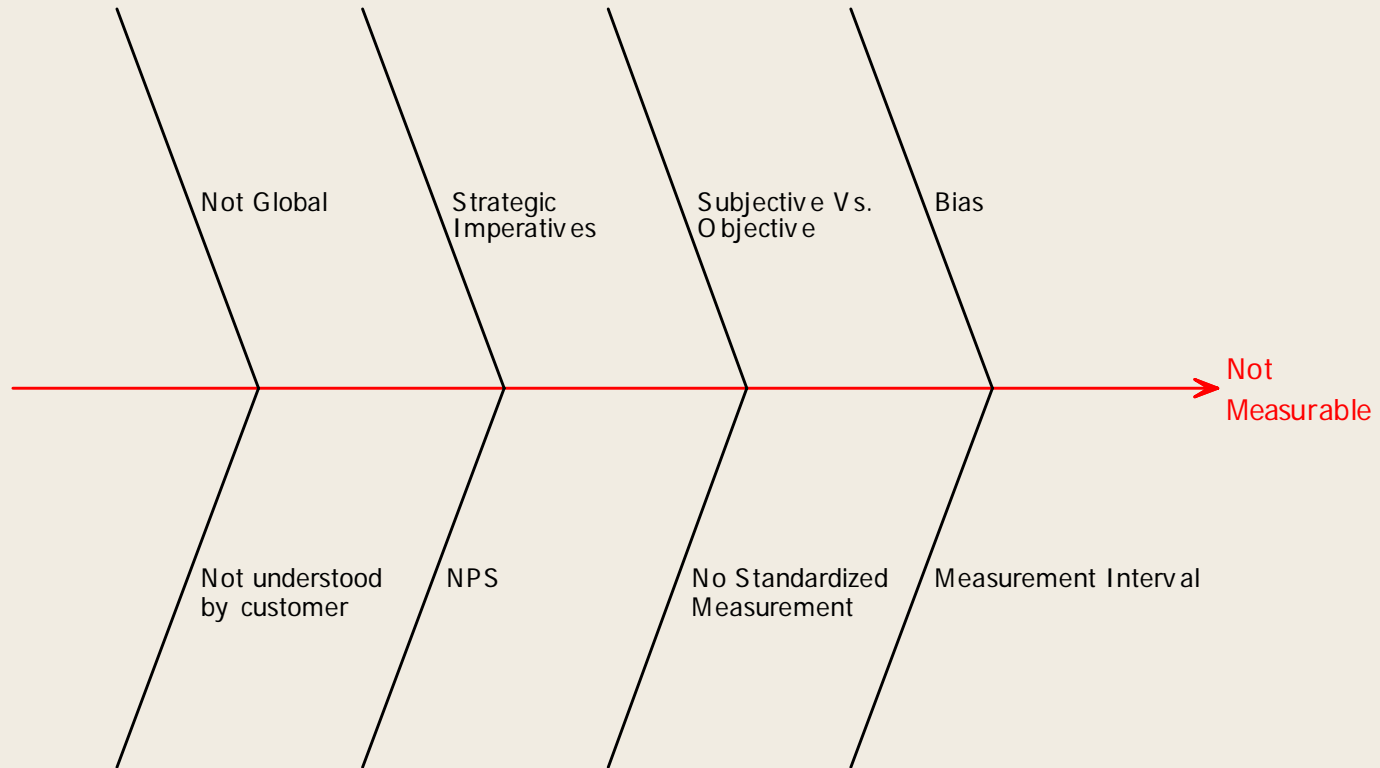 Not Global
Strategic
Imperatives
Subjective Vs.
Objective
Bias
Not
Measurable
Not understood
by customer
NPS
No Standardized
Measurement
Measurement Interval